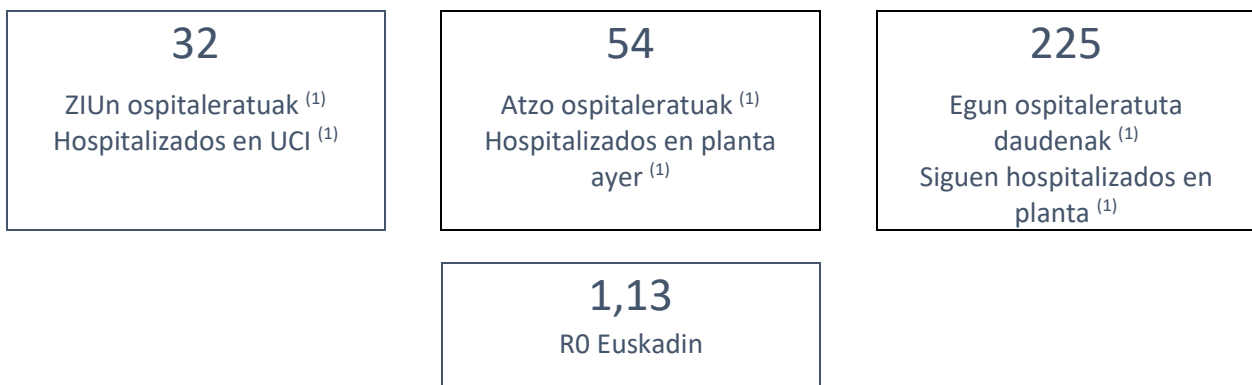 32
ZIUn ospitaleratuak (1)
Hospitalizados en UCI (1)
54
Atzo ospitaleratuak (1)
Hospitalizados en planta
ayer (1)
225
Egun ospitaleratuta
daudenak (1)
Siguen hospitalizados en
planta (1)
1,13
R0 Euskadin